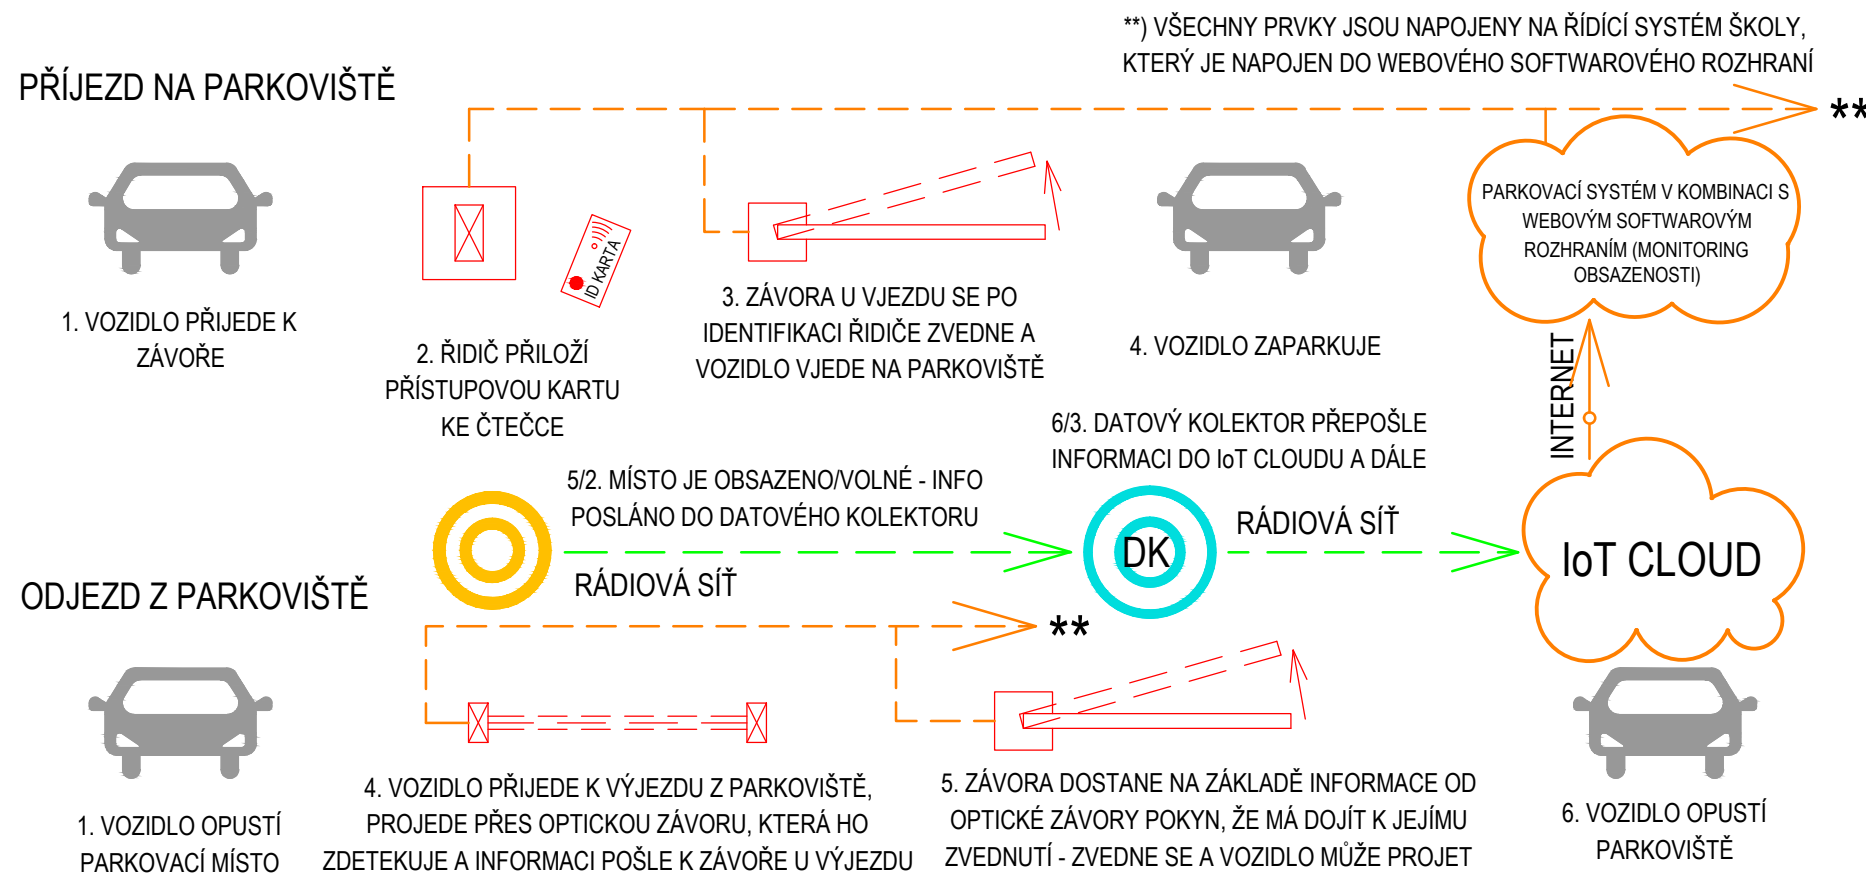 **) VŠECHNY PRVKY JSOU NAPOJENY NA ŘÍDÍCÍ SYSTÉM ŠKOLY,
KTERÝ JE NAPOJEN DO WEBOVÉHO SOFTWAROVÉHO ROZHRANÍ
PŘÍJEZD NA PARKOVIŠTĚ
**
1. VOZIDLO PŘIJEDE K
ZÁVOŘE
ID KARTA
2. ŘIDIČ PŘILOŽÍ
PŘÍSTUPOVOU KARTU
KE ČTEČCE
3. ZÁVORA U VJEZDU SE PO
IDENTIFIKACI ŘIDIČE ZVEDNE A
VOZIDLO VJEDE NA PARKOVIŠTĚ
4. VOZIDLO ZAPARKUJE
PARKOVACÍ SYSTÉM V KOMBINACI S
WEBOVÝM SOFTWAROVÝM
ROZHRANÍM (MONITORING
OBSAZENOSTI)
INTERNET
5/2. MÍSTO JE OBSAZENO/VOLNÉ - INFO
POSLÁNO DO DATOVÉHO KOLEKTORU
RÁDIOVÁ SÍŤ
6/3. DATOVÝ KOLEKTOR PŘEPOŠLE
INFORMACI DO IoT CLOUDU A DÁLE
DK
RÁDIOVÁ SÍŤ
IoT CLOUD
ODJEZD Z PARKOVIŠTĚ
**
1. VOZIDLO OPUSTÍ
PARKOVACÍ MÍSTO
4. VOZIDLO PŘIJEDE K VÝJEZDU Z PARKOVIŠTĚ,
PROJEDE PŘES OPTICKOU ZÁVORU, KTERÁ HO
ZDETEKUJE A INFORMACI POŠLE K ZÁVOŘE U VÝJEZDU
5. ZÁVORA DOSTANE NA ZÁKLADĚ INFORMACE OD
OPTICKÉ ZÁVORY POKYN, ŽE MÁ DOJÍT K JEJÍMU
ZVEDNUTÍ - ZVEDNE SE A VOZIDLO MŮŽE PROJET
6. VOZIDLO OPUSTÍ
PARKOVIŠTĚ